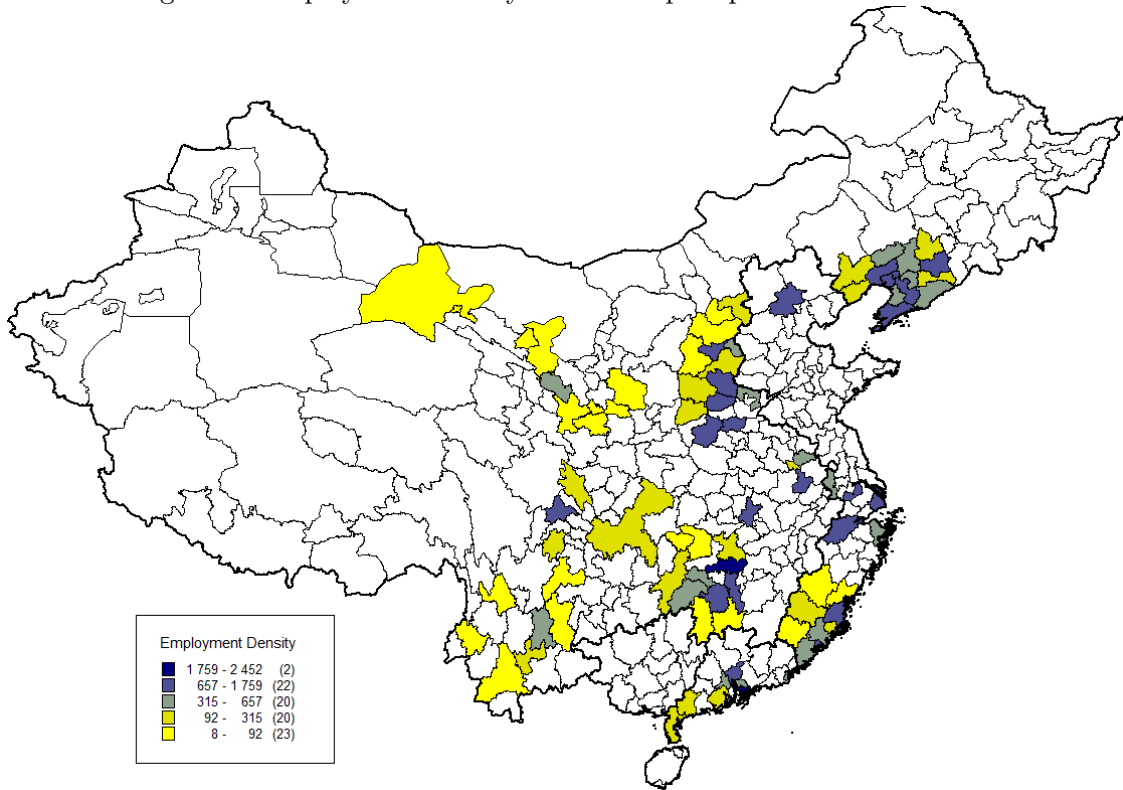 Employment Density
1 759 - 2 452 (2)
657 - 1 759 (22)
315 - 657 (20)
92 - 315 (20)
8 - 92 (23)